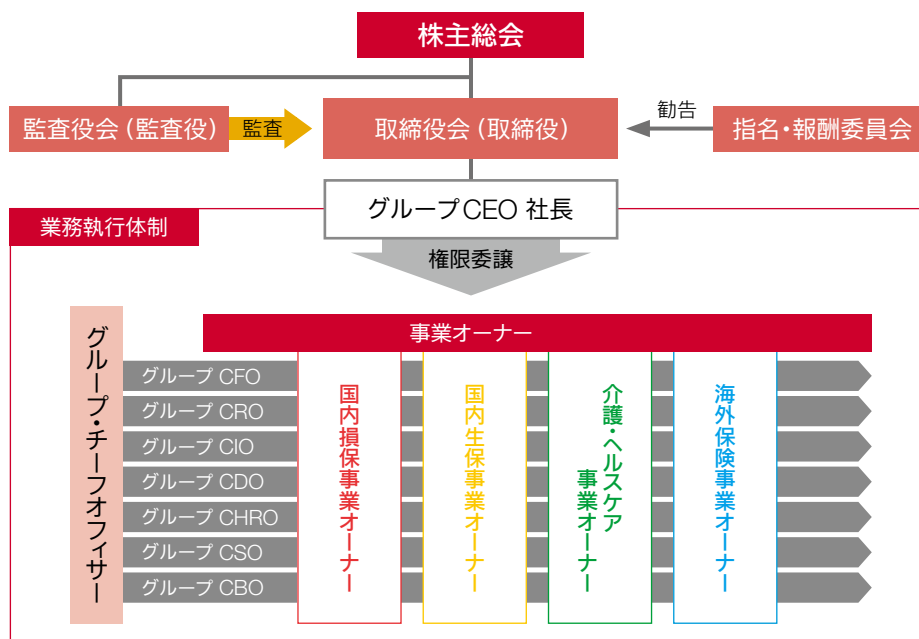 株主総会
監査役会(監査役)
監査
取締役会(取締役)
勧告
指名・報酬委員会
グループCEO 社長
業務執行体制
権限委譲
事業オーナー
グループ・チーフオフィサー
グループ CFO
グループ CRO
グループ CIO
グループ CDO
グループ CHRO
グループ CSO
グループ CBO
国内損保事業オーナー
国内生保事業オーナー
介護・ヘルスケア
事業オーナー
海外保険事業オーナー